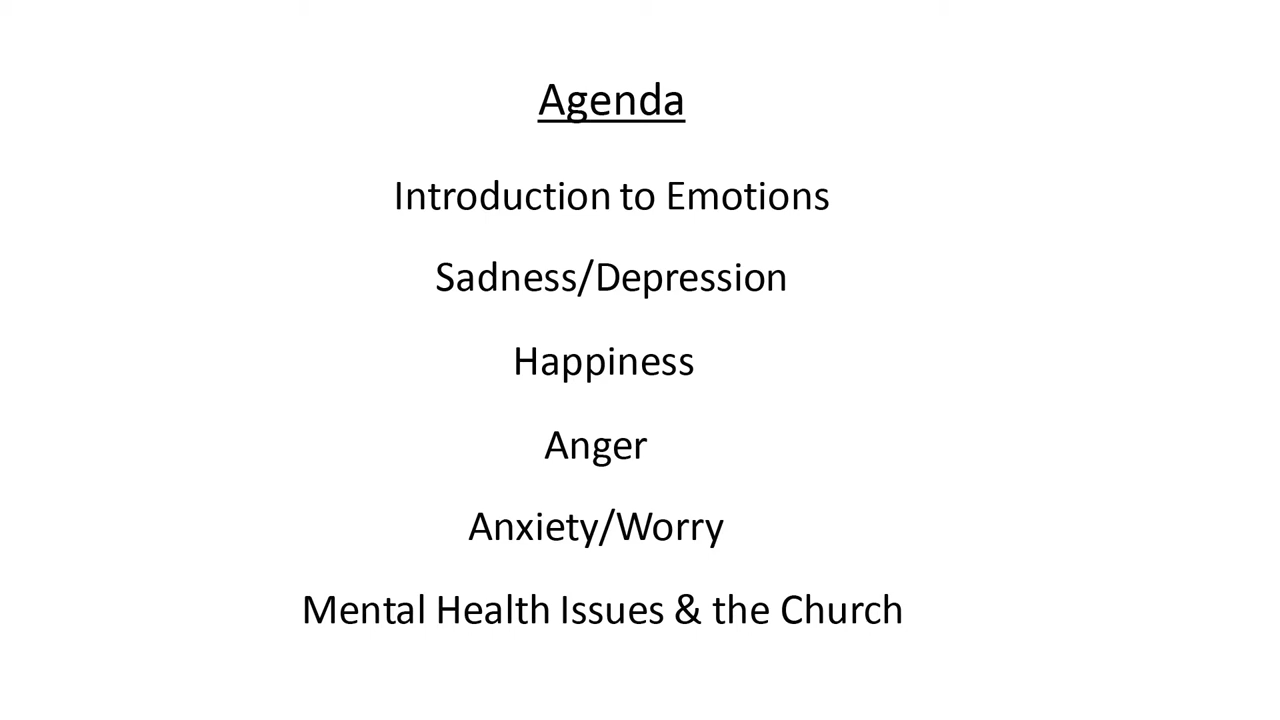 Agenda
Introduction to Emotions
Sadness/Depression
Happiness
Anger
Anxiety/Worry
Mental Health Issues & the Church